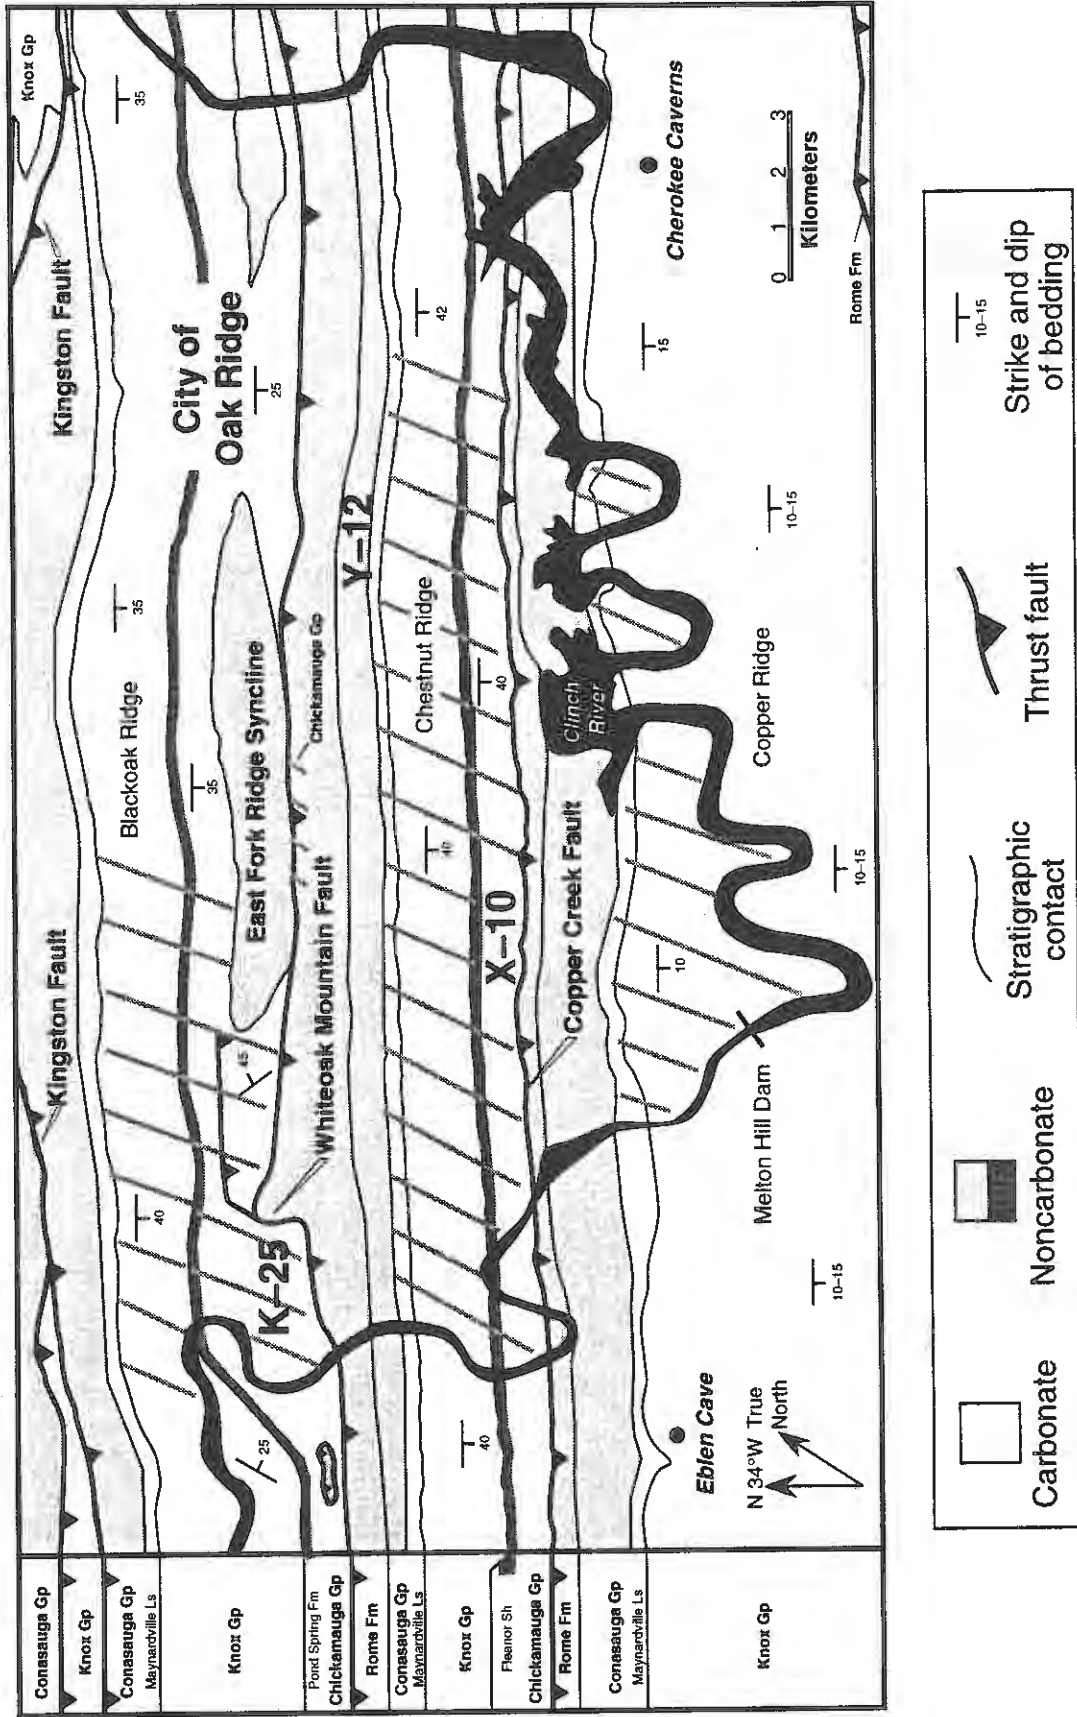 Conasauga Gp
Knox Gp
Conasauga Gp
Maynardville Ls
Knox Gp
Pond Spring Fm
Chickamauga Gp
Rome Fm
Conasauga Gp
Maynardville Ls
Knox Gp
Fleanor Sh
Chickamauga Gp
Rome Fm
Conasauga Gp
Maynardville Ls
Knox Gp
Kingston Fault
Kingston Fault
Knox Gp
35
Blackoak Ridge
35
40
35
City of
Oak Ridge
25
East Fork Ridge Syncline
45
25
K-25
Whiteoak Mountain Fault
Chickamauga Gp
Y-12
Chestnut Ridge
42
40
40
40
X-10
Copper Creek Fault
Clinch
River
Cherokee Caverns
15
10-15
Copper Ridge
10-15
10
Melton Hill Dam
10-15
Eblen Cave
N 34°W True
North
0 1 2 3
Kilometers
Rome Fm
Carbonate
Noncarbonate
Stratigraphic
contact
Thrust fault
10-15
Strike and dip
of bedding